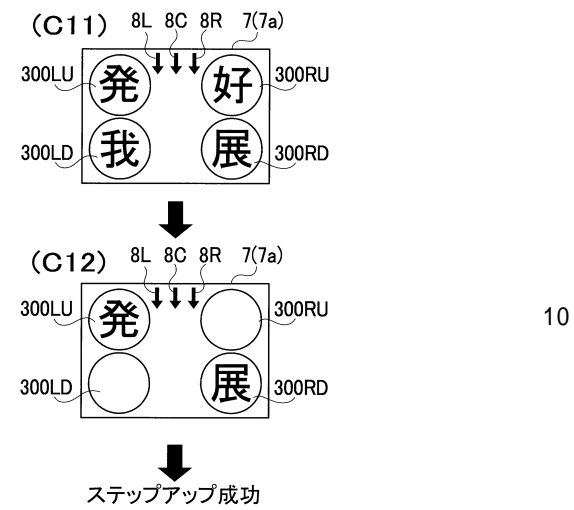 (C11)
8L 8C 8R 7(7a)
300LU 発 好 300RU
300LD 我 展 300RD
(C12)
8L 8C 8R 7(7a)
300LU 発 300RU
10
300LD 展 300RD
ステップアップ成功